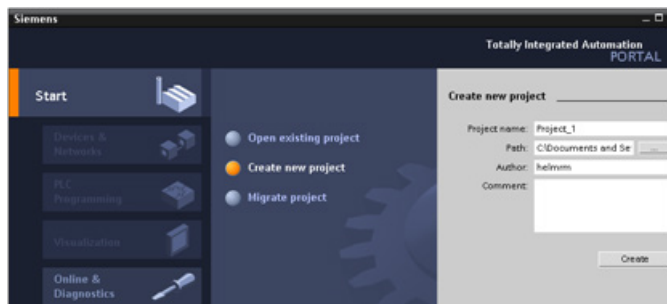 Siemens
Totally Integrated Automation
PORTAL
Start
Devices &
Networks
PLC
Programming
Visualization
Online &
Diagnostics
Open existing project
Create new project
Migrate project
Create new project
Project name: Project_1
Path: C:\Documents and Se ...
Author: helmrm
Comment:
Create